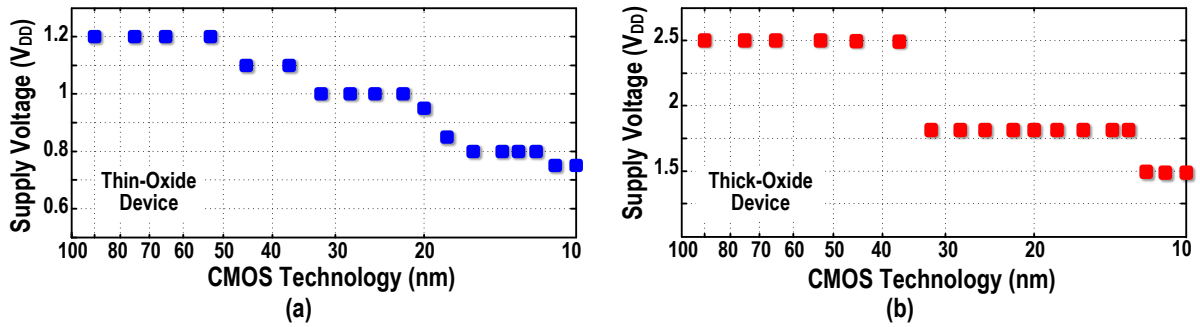 Supply Voltage (VDD)
1.2
1
0.8
0.6
Thin-Oxide
Device
100 80 70 60 50 40 30 20 10
CMOS Technology (nm)
(a)
Supply Voltage (VDD)
2.5
2
1.5
Thick-Oxide
Device
100 80 70 60 50 40 30 20 10
CMOS Technology (nm)
(b)